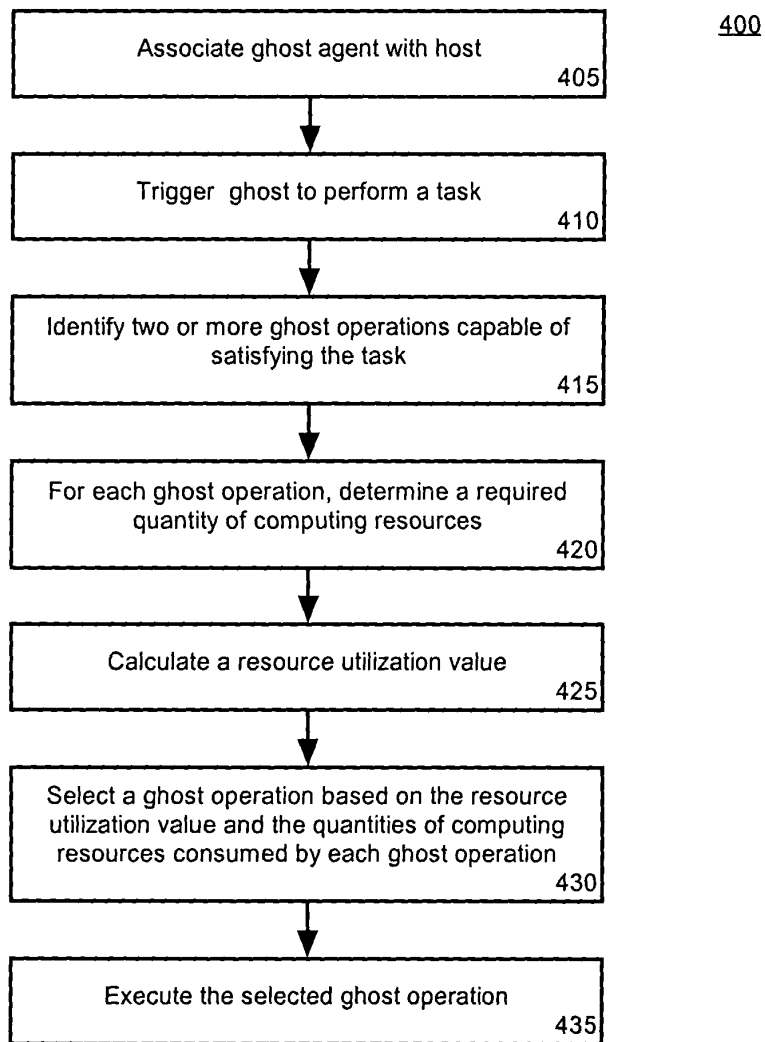 400
Associate ghost agent with host
405
Trigger ghost to perform a task
410
Identify two or more ghost operations capable of
satisfying the task
415
For each ghost operation, determine a required
quantity of computing resources
420
Calculate a resource utilization value
425
Select a ghost operation based on the resource
utilization value and the quantities of computing
resources consumed by each ghost operation
430
Execute the selected ghost operation
435